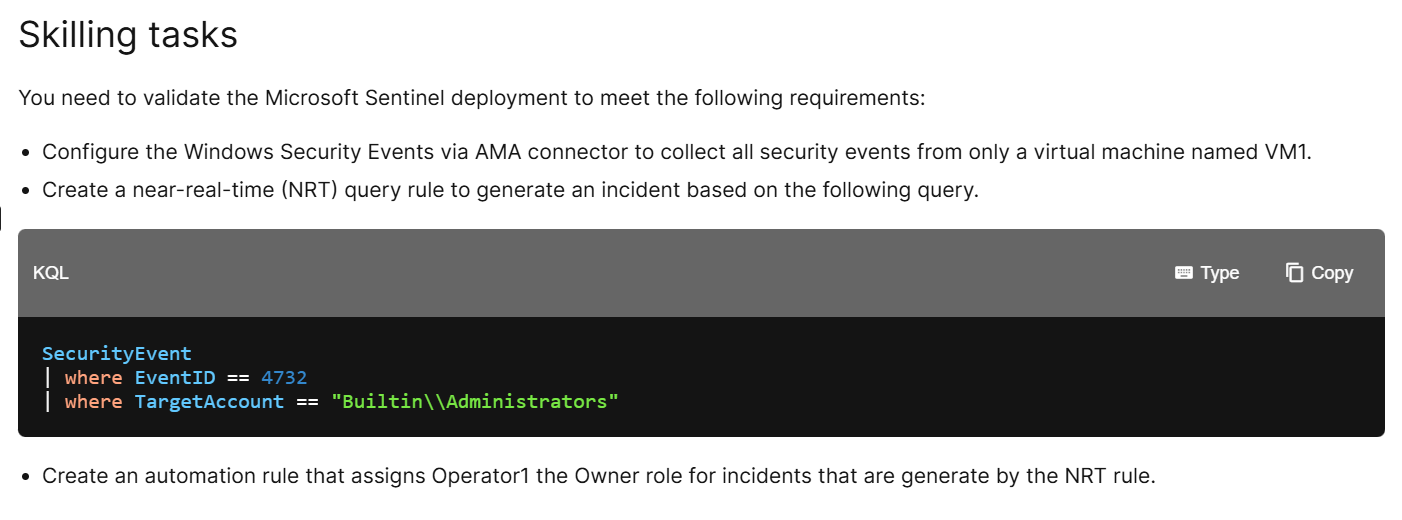 Skilling tasks
You need to validate the Microsoft Sentinel deployment to meet the following requirements:
• Configure the Windows Security Events via AMA connector to collect all security events from only a virtual machine named VM1.
• Create a near-real-time (NRT) query rule to generate an incident based on the following query.
KQL Type Copy
SecurityEvent
| where EventID == 4732
| where TargetAccount == "Builtin\\Administrators"
• Create an automation rule that assigns Operator1 the Owner role for incidents that are generate by the NRT rule.